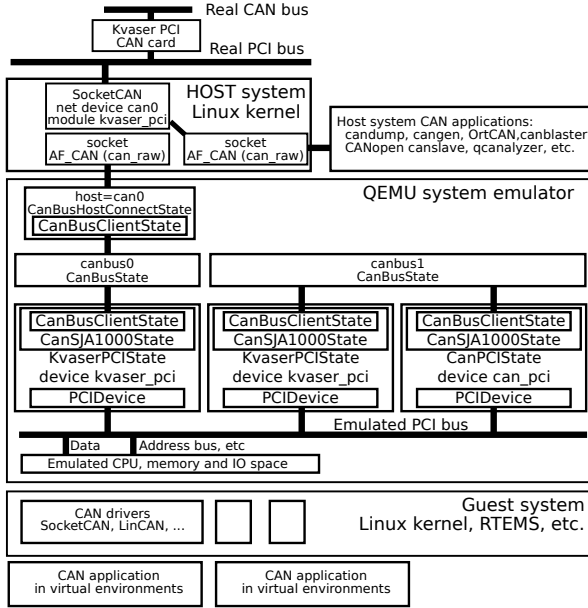 Real CAN bus
Kvaser PCI
CAN card
Real PCI bus
SocketCAN
net device can0
module kvaser_pci
HOST system
Linux kernel
socket
AF_CAN (can_raw)
socket
AF_CAN (can_raw)
Host system CAN applications:
candump, cangen, OrtCAN,canblaster
CANopen canslave, qcanalyzer, etc.
QEMU system emulator
host=can0
CanBusHostConnectState
CanBusClientState
canbus0
CanBusState
canbus1
CanBusState
CanBusClientState
CanSJA1000State
KvaserPCIState
device kvaser_pci
PCIDevice
CanBusClientState
CanSJA1000State
KvaserPCIState
device kvaser_pci
PCIDevice
CanBusClientState
CanSJA1000State
CanPCIState
device can_pci
PCIDevice
Emulated PCI bus
Data
Address bus, etc
Emulated CPU, memory and IO space
Guest system
Linux kernel, RTEMS, etc.
CAN drivers
SocketCAN, LinCAN, ...
CAN application
in virtual environments
CAN application
in virtual environments